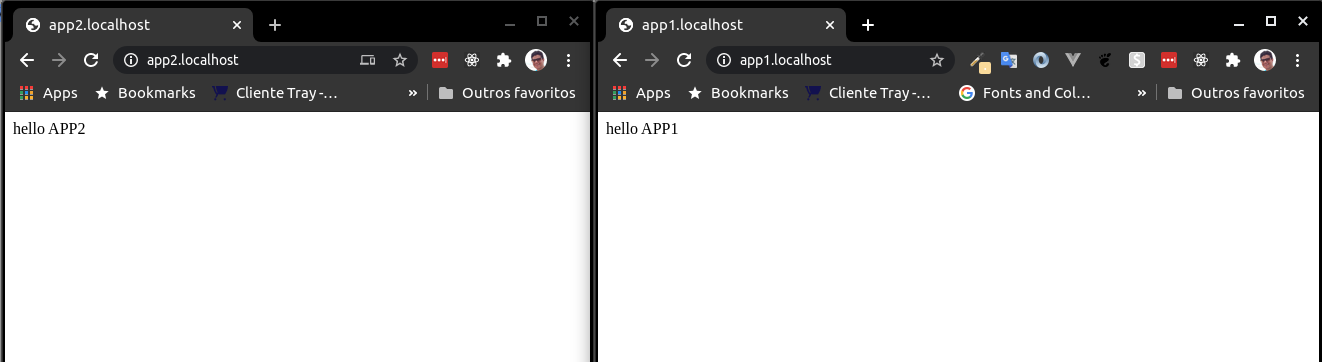 app2.localhost
app2.localhost
Apps
Bookmarks
Cliente Tray -...
»
Outros favoritos
hello APP2
app1.localhost
app1.localhost
Apps
Bookmarks
Cliente Tray -...
Fonts and Col...
»
Outros favoritos
hello APP1